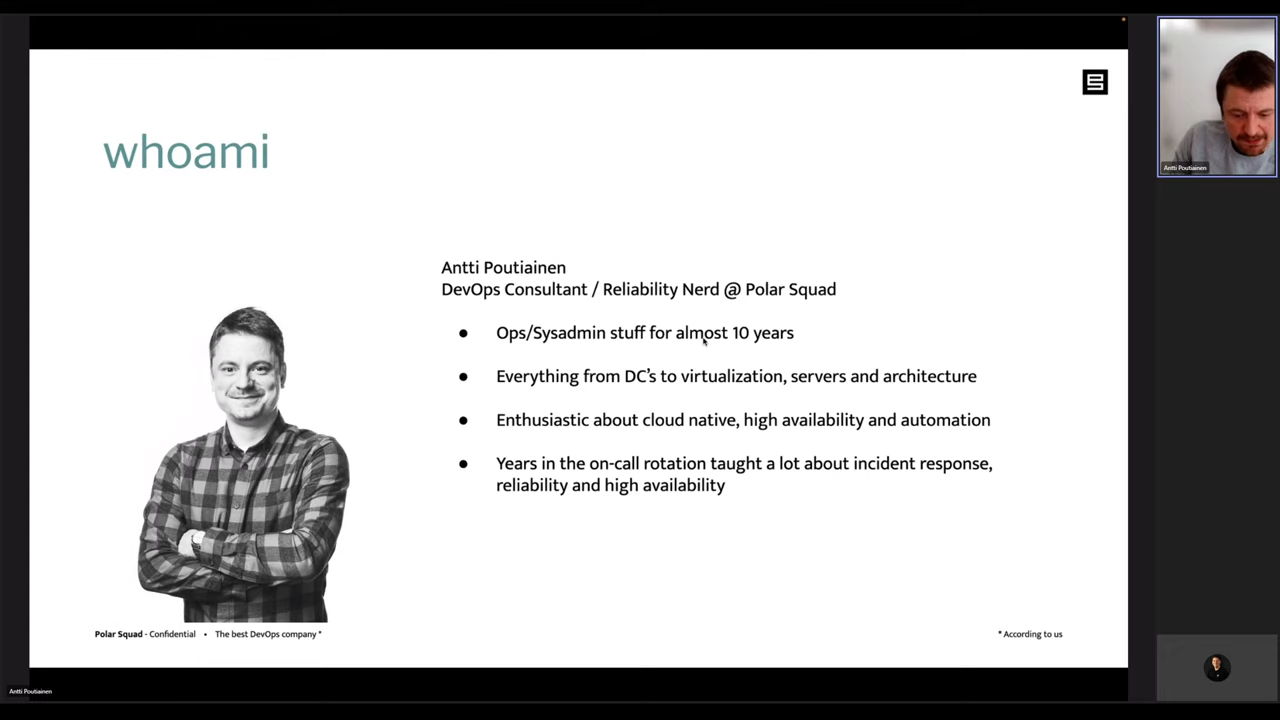 whoami
Antti Poutiainen
DevOps Consultant / Reliability Nerd @ Polar Squad
● Ops/Sysadmin stuff for almost 10 years
● Everything from DC's to virtualization, servers and architecture
● Enthusiastic about cloud native, high availability and automation
● Years in the on-call rotation taught a lot about incident response,
reliability and high availability
Polar Squad - Confidential • The best DevOps company *
* According to us
Antti Poutiainen
Antti Poutiainen